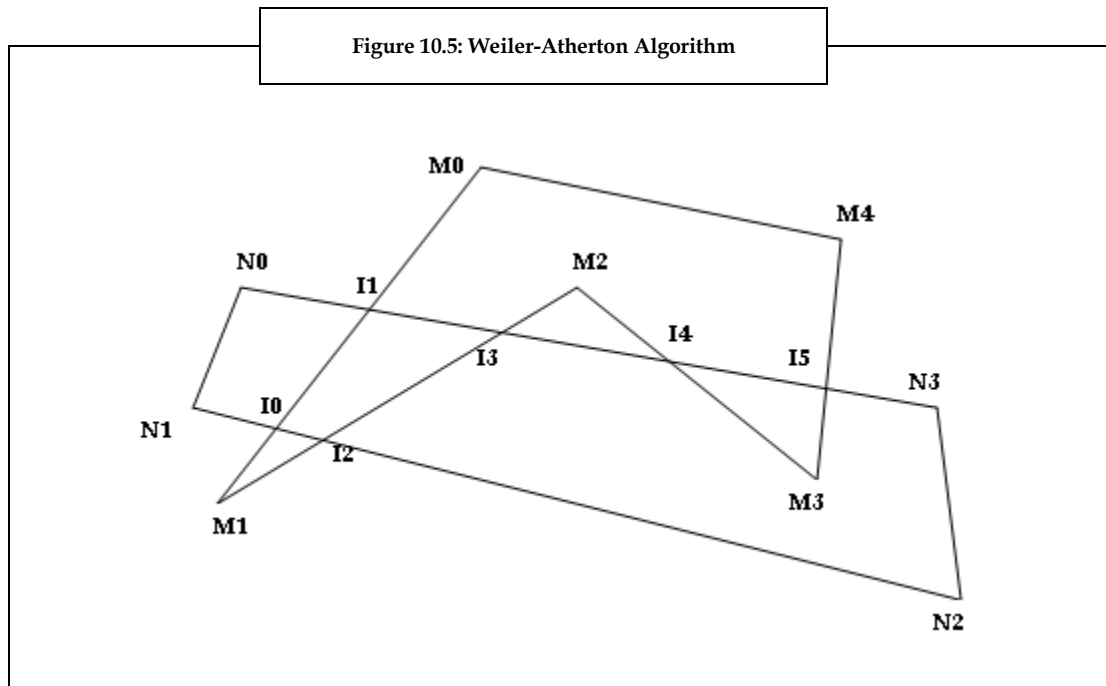 Figure 10.5: Weiler-Atherton Algorithm
M0
M4
N0
M2
I1
I4
I3
I5
N3
I0
N1
I2
M3
M1
N2